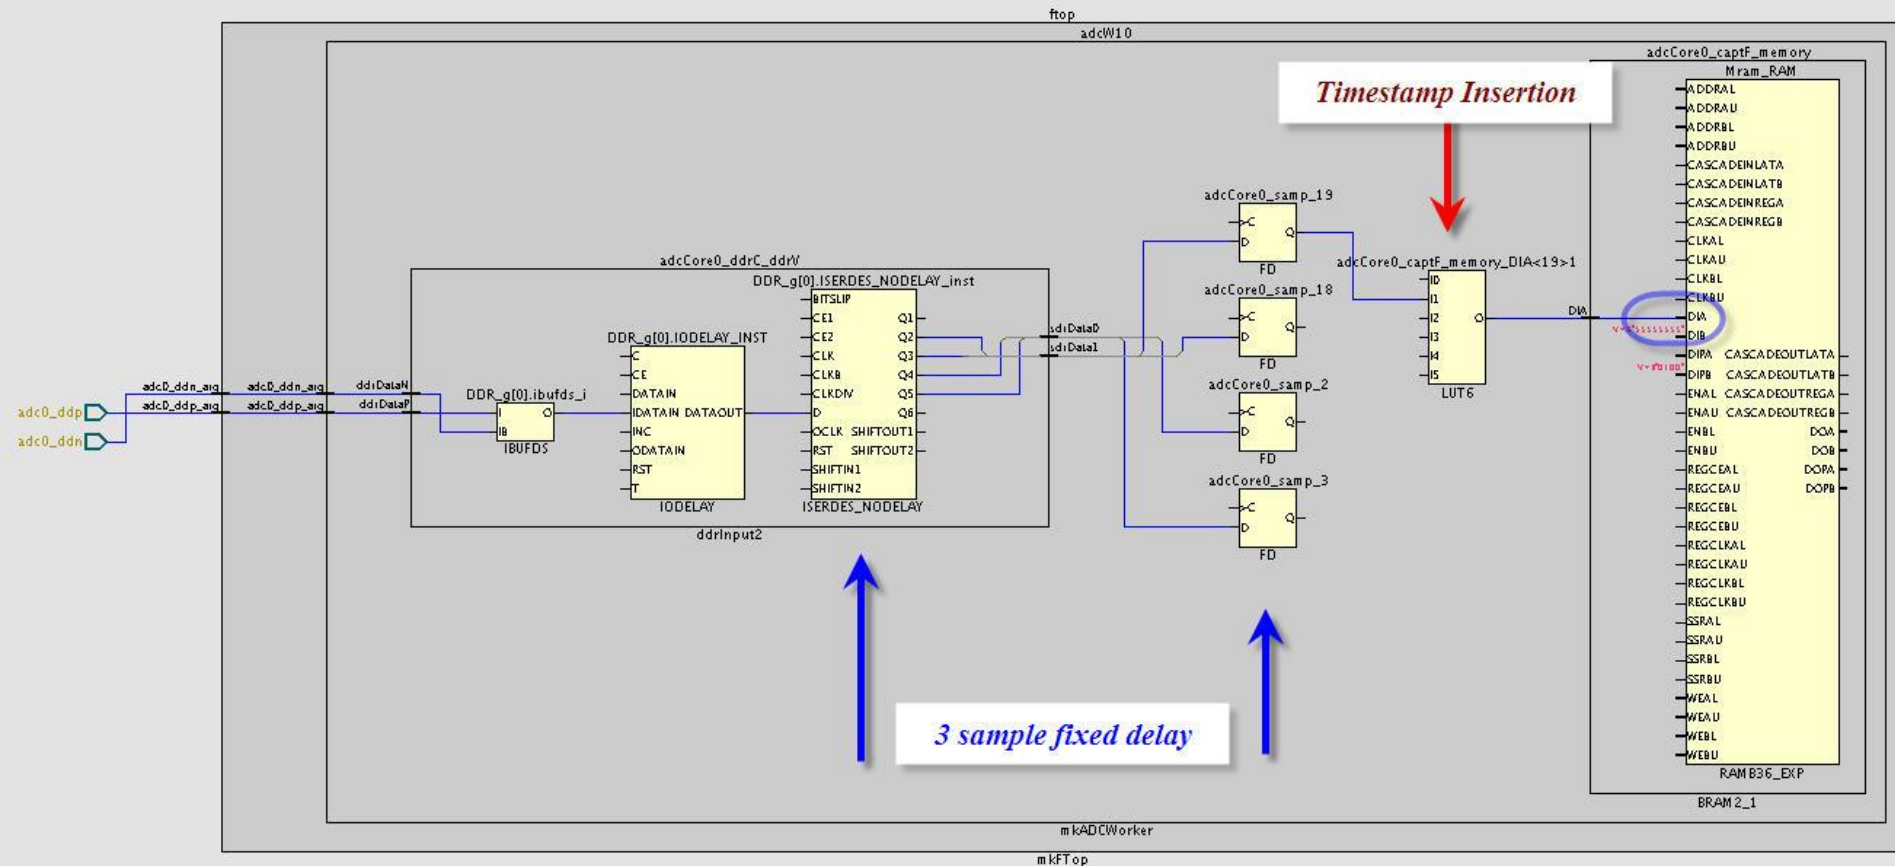 ftop
adcW10
adcCore0_captF_memory
Mram_RAM
Timestamp Insertion
ADDRAL
ADDRAU
ADDRBL
ADDRBU
CASCADEINLATA
CASCADEINLATB
CASCADEINREGA
CASCADEINREGB
CLKAL
CLKAU
CLKBL
CLKBU
DIA
DIB
DIPA CASCADEOUTLATA
DIPB CASCADEOUTLATB
ENAL CASCADEOUTREGA
ENAU CASCADEOUTREGB
ENBL DOA
ENBU DOB
REGCEAL DOPA
REGCEAU DOPB
REGCEBL
REGCEBU
REGCLKAL
REGCLKAU
REGCLKBL
REGCLKBU
SSRAL
SSRAU
SSRBL
SSRBU
WEAL
WEAU
WEBL
WEBU
RAMB36_EXP
BRAM2_1
adcCore0_samp_19
C
D
Q
FD
adcCore0_samp_18
C
D
Q
FD
adcCore0_samp_2
C
D
Q
FD
adcCore0_samp_3
C
D
Q
FD
adcCore0_captF_memory_DIA<19>1
I0
I1
I2 O
I3
I4
I5
LUT6
DIA
adcCore0_ddrC_ddrV
DDR_g[0].ISERDES_NODELAY_inst
BITSLIP
CE1 Q1
CE2 Q2
CLK Q3
CLKB Q4
CLKDIV Q5
D Q6
OCLK SHIFTOUT1
RST SHIFTOUT2
SHIFTIN1
SHIFTIN2
ISERDES_NODELAY
sdrData0
sdrData1
DDR_g[0].IODELAY_INST
C
CE
DATAIN
IDATAIN DATAOUT
INC
ODATAIN
RST
T
IODELAY
DDR_g[0].ibufds_i
I O
IB
IBUFDS
ddrInput2
adc0_ddp
adc0_ddn
adc0_ddn_arg adc0_ddn_arg ddrDataN
adc0_ddp_arg adc0_ddp_arg ddrDataP
3 sample fixed delay
mkADCWorker
mkFTop